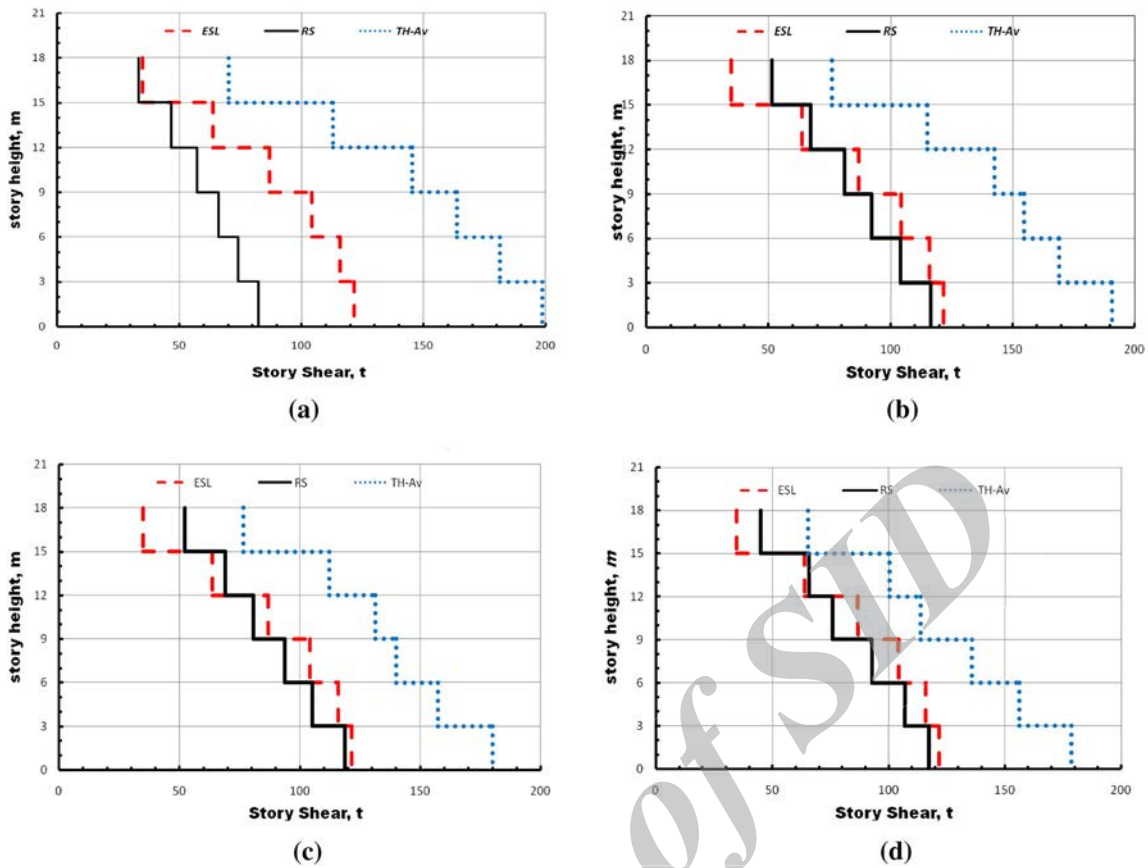 21
18
15
12
9
6
3
0
story height, m
ESL RS TH-Av
0 50 100 150 200
Story Shear, t
(a)
21
18
15
12
9
6
3
0
story height, m
ESL RS TH-Av
0 50 100 150 200
Story Shear, t
(b)
21
18
15
12
9
6
3
0
story height, m
ESL RS TH-Av
0 50 100 150 200
Story Shear, t
(c)
21
18
15
12
9
6
3
0
story height, m
ESL RS TH-Av
0 50 100 150 200
Story Shear, t
(d)
of SID